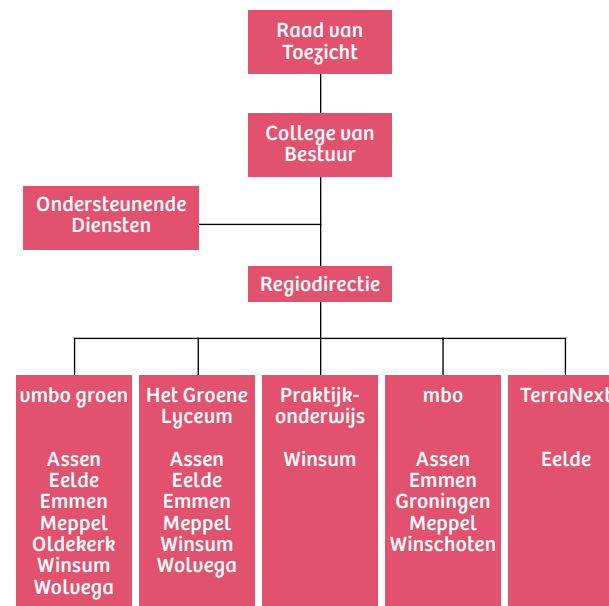 Raad van
Toezicht
College van
Bestuur
Ondersteunende
Diensten
Regiodirectie
vmbo groen
Assen
Eelde
Emmen
Meppel
Oldekerk
Winsum
Wolvega
Het Groene
Lyceum
Assen
Eelde
Emmen
Meppel
Winsum
Wolvega
Praktijk-
onderwijs
Winsum
mbo
Assen
Emmen
Groningen
Meppel
Winschoten
TerraNext
Eelde